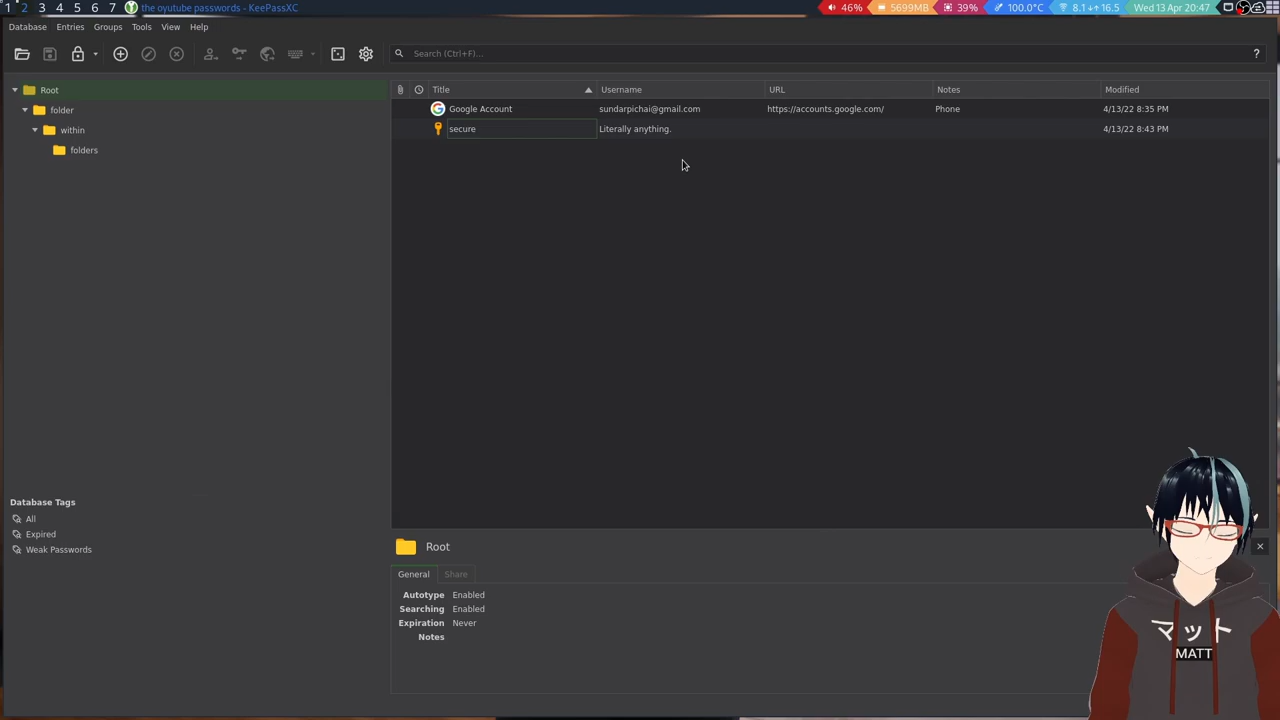 1 2 3 4 5 6 7 the oyutube passwords - KeePassXC 46% 5699MB 39% 100.0°C 8.1↓↑16.5 Wed 13 Apr 20:47
Database Entries Groups Tools View Help
Search (Ctrl+F)... ?
Root
folder
within
folders
Title Username URL Notes Modified
Google Account sundarpichai@gmail.com https://accounts.google.com/ Phone 4/13/22 8:35 PM
secure Literally anything. 4/13/22 8:43 PM
Database Tags
All
Expired
Weak Passwords
Root
General Share
Autotype Enabled
Searching Enabled
Expiration Never
Notes
マット
MATT